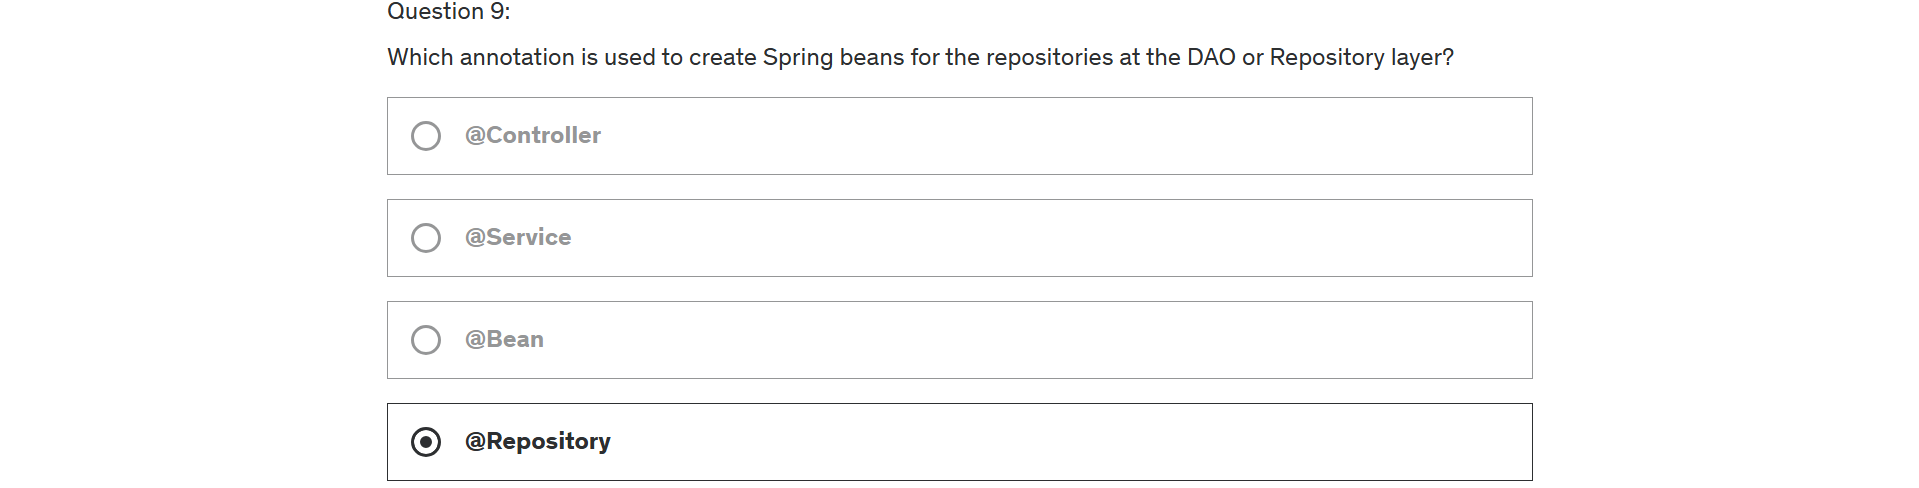 Question 9:
Which annotation is used to create Spring beans for the repositories at the DAO or Repository layer?
@Controller
@Service
@Bean
@Repository